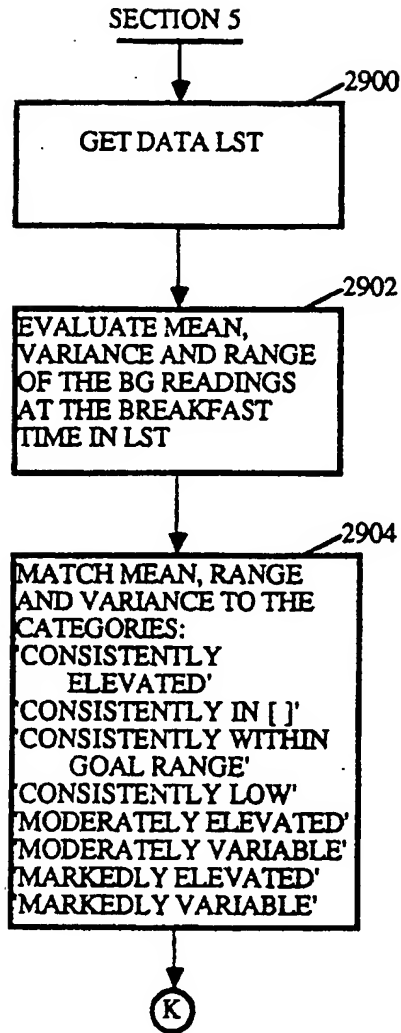 SECTION 5
2900
GET DATA LST
2902
EVALUATE MEAN,
VARIANCE AND RANGE
OF THE BG READINGS
AT THE BREAKFAST
TIME IN LST
2904
MATCH MEAN, RANGE
AND VARIANCE TO THE
CATEGORIES:
'CONSISTENTLY
ELEVATED'
'CONSISTENTLY IN [ ]'
'CONSISTENTLY WITHIN
GOAL RANGE'
'CONSISTENTLY LOW'
'MODERATELY ELEVATED'
'MODERATELY VARIABLE'
'MARKEDLY ELEVATED'
'MARKEDLY VARIABLE'
K